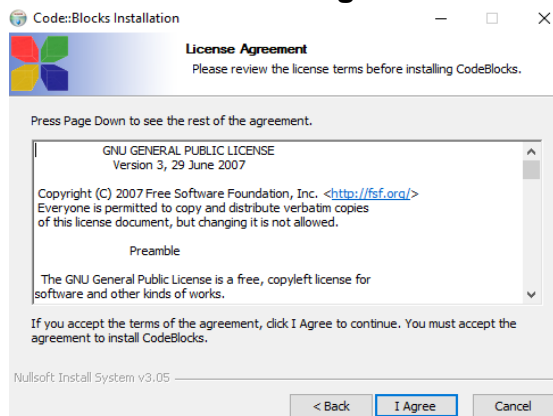 Code::Blocks Installation
License Agreement
Please review the license terms before installing CodeBlocks.
Press Page Down to see the rest of the agreement.
GNU GENERAL PUBLIC LICENSE
Version 3, 29 June 2007
Copyright (C) 2007 Free Software Foundation, Inc. <http://fsf.org/>
Everyone is permitted to copy and distribute verbatim copies
of this license document, but changing it is not allowed.
Preamble
The GNU General Public License is a free, copyleft license for
software and other kinds of works.
If you accept the terms of the agreement, click I Agree to continue. You must accept the
agreement to install CodeBlocks.
Nullsoft Install System v3.05
< Back I Agree Cancel